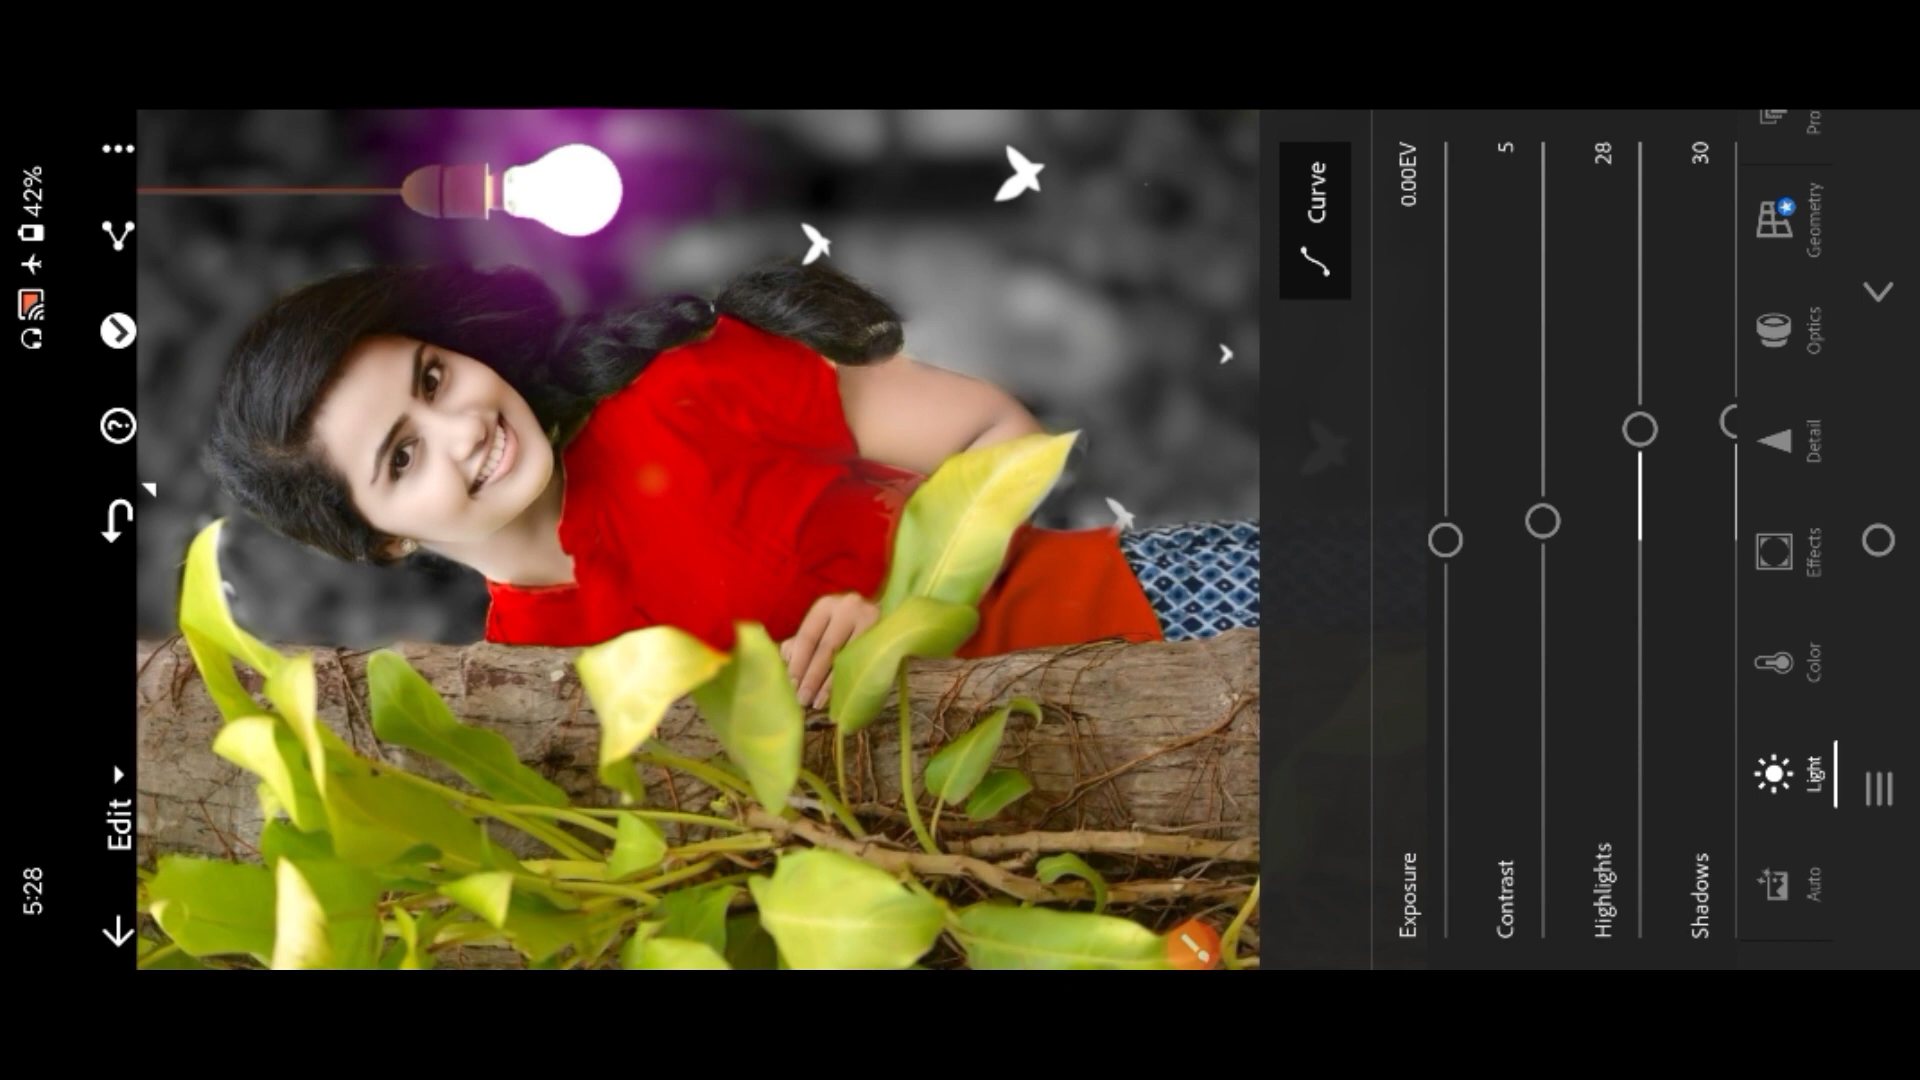 5:28
42%
Edit
Curve
Exposure
0.00EV
Contrast
5
Highlights
28
Shadows
30
Auto
Light
Color
Effects
Detail
Optics
Geometry
Pro